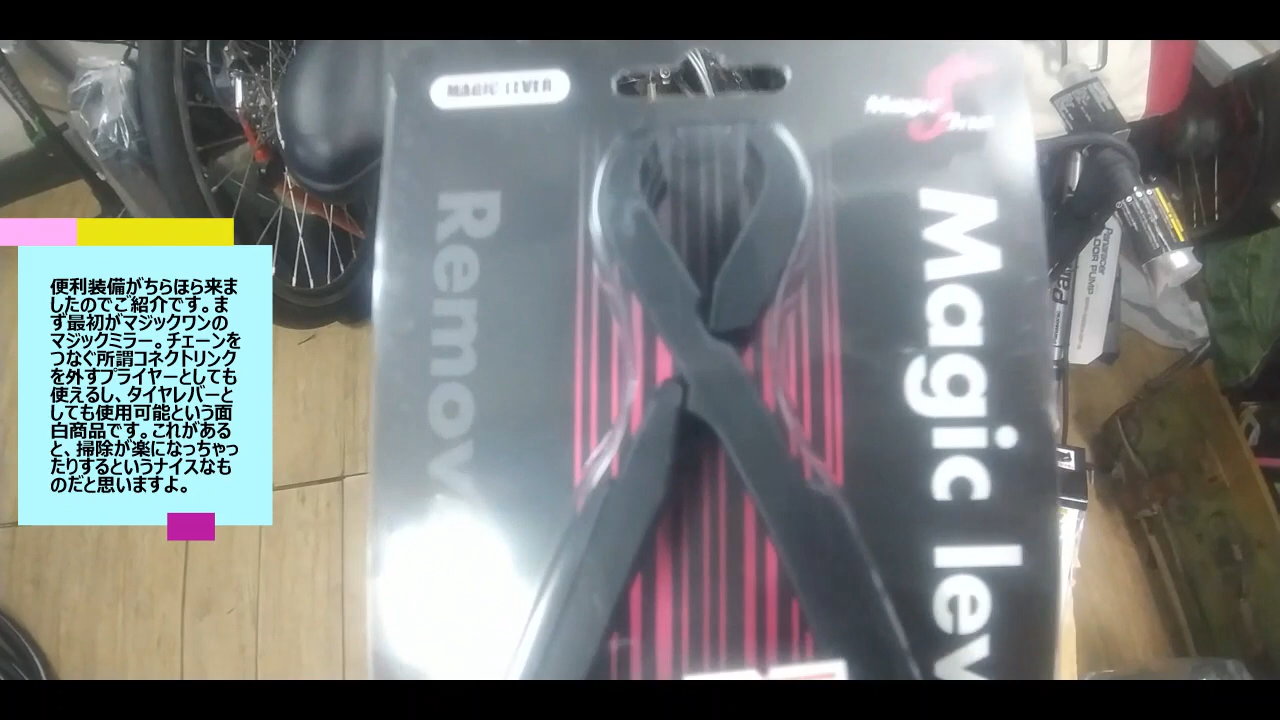 便利装備がちらほら来ま
したのでご紹介です。ま
ず最初がマジックワンの
マジックミラー。チェーンを
つなぐ所謂コネクトリンク
を外すプライヤーとしても
使えるし、タイヤレバーと
しても使用可能という面
白商品です。これがある
と、掃除が楽になっちゃっ
たりするというナイスなも
のだと思いますよ。
MAGIC LEVER
Magic One
Remov
Magic lev
Panaracer
OOR PUMP